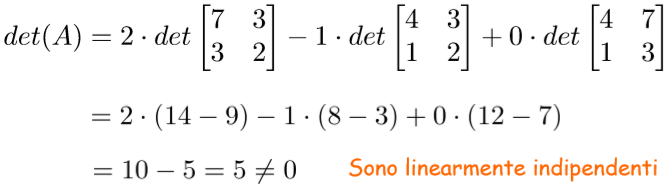 det(A) = 2 · det [7 3; 3 2] − 1 · det [4 3; 1 2] + 0 · det [4 7; 1 3]
= 2 · (14 − 9) − 1 · (8 − 3) + 0 · (12 − 7)
= 10 − 5 = 5 ≠ 0 Sono linearmente indipendenti